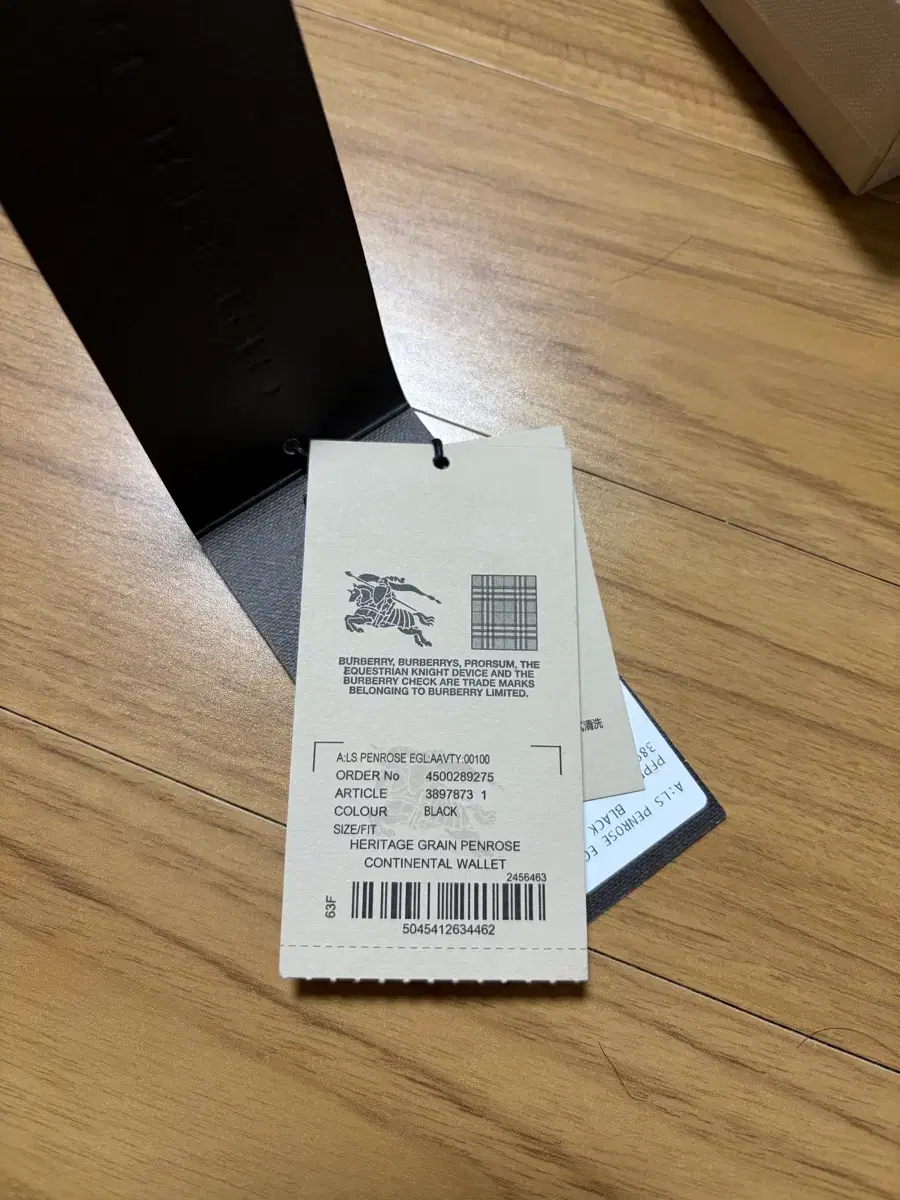 BURBERRY, BURBERRYS, PRORSUM, THE
EQUESTRIAN KNIGHT DEVICE AND THE
BURBERRY CHECK ARE TRADE MARKS
BELONGING TO BURBERRY LIMITED.
A:LS PENROSE EGL:AAVTY:00100
ORDER No 4500289275
ARTICLE 3897873 1
COLOUR BLACK
SIZE/FIT
HERITAGE GRAIN PENROSE
CONTINENTAL WALLET
2456463
63F
5045412634462
清洗
A:LS PENROSE
BLACK